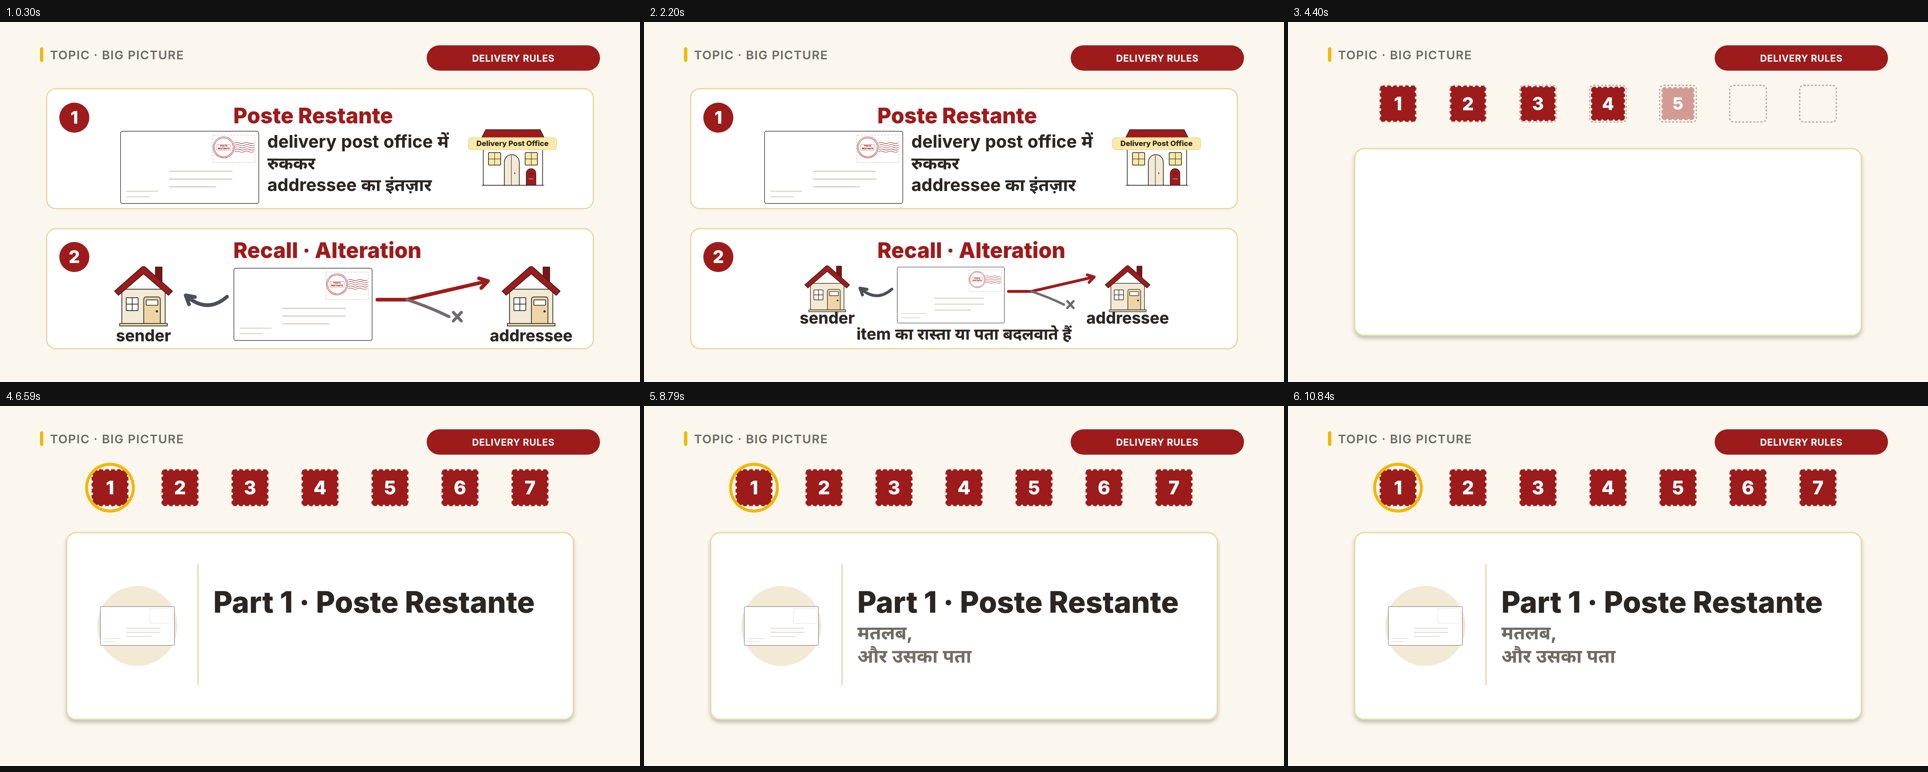 1. 0.30s
TOPIC · BIG PICTURE
DELIVERY RULES
1
Poste Restante
delivery post office में
रुककर
addressee का इंतज़ार
Delivery Post Office
2
Recall · Alteration
sender
addressee
2. 2.20s
TOPIC · BIG PICTURE
DELIVERY RULES
1
Poste Restante
delivery post office में
रुककर
addressee का इंतज़ार
Delivery Post Office
2
Recall · Alteration
sender
addressee
item का रास्ता या पता बदलवाते हैं
3. 4.40s
TOPIC · BIG PICTURE
DELIVERY RULES
1 2 3 4 5
4. 6.59s
TOPIC · BIG PICTURE
DELIVERY RULES
1 2 3 4 5 6 7
Part 1 · Poste Restante
5. 8.79s
TOPIC · BIG PICTURE
DELIVERY RULES
1 2 3 4 5 6 7
Part 1 · Poste Restante
मतलब,
और उसका पता
6. 10.84s
TOPIC · BIG PICTURE
DELIVERY RULES
1 2 3 4 5 6 7
Part 1 · Poste Restante
मतलब,
और उसका पता